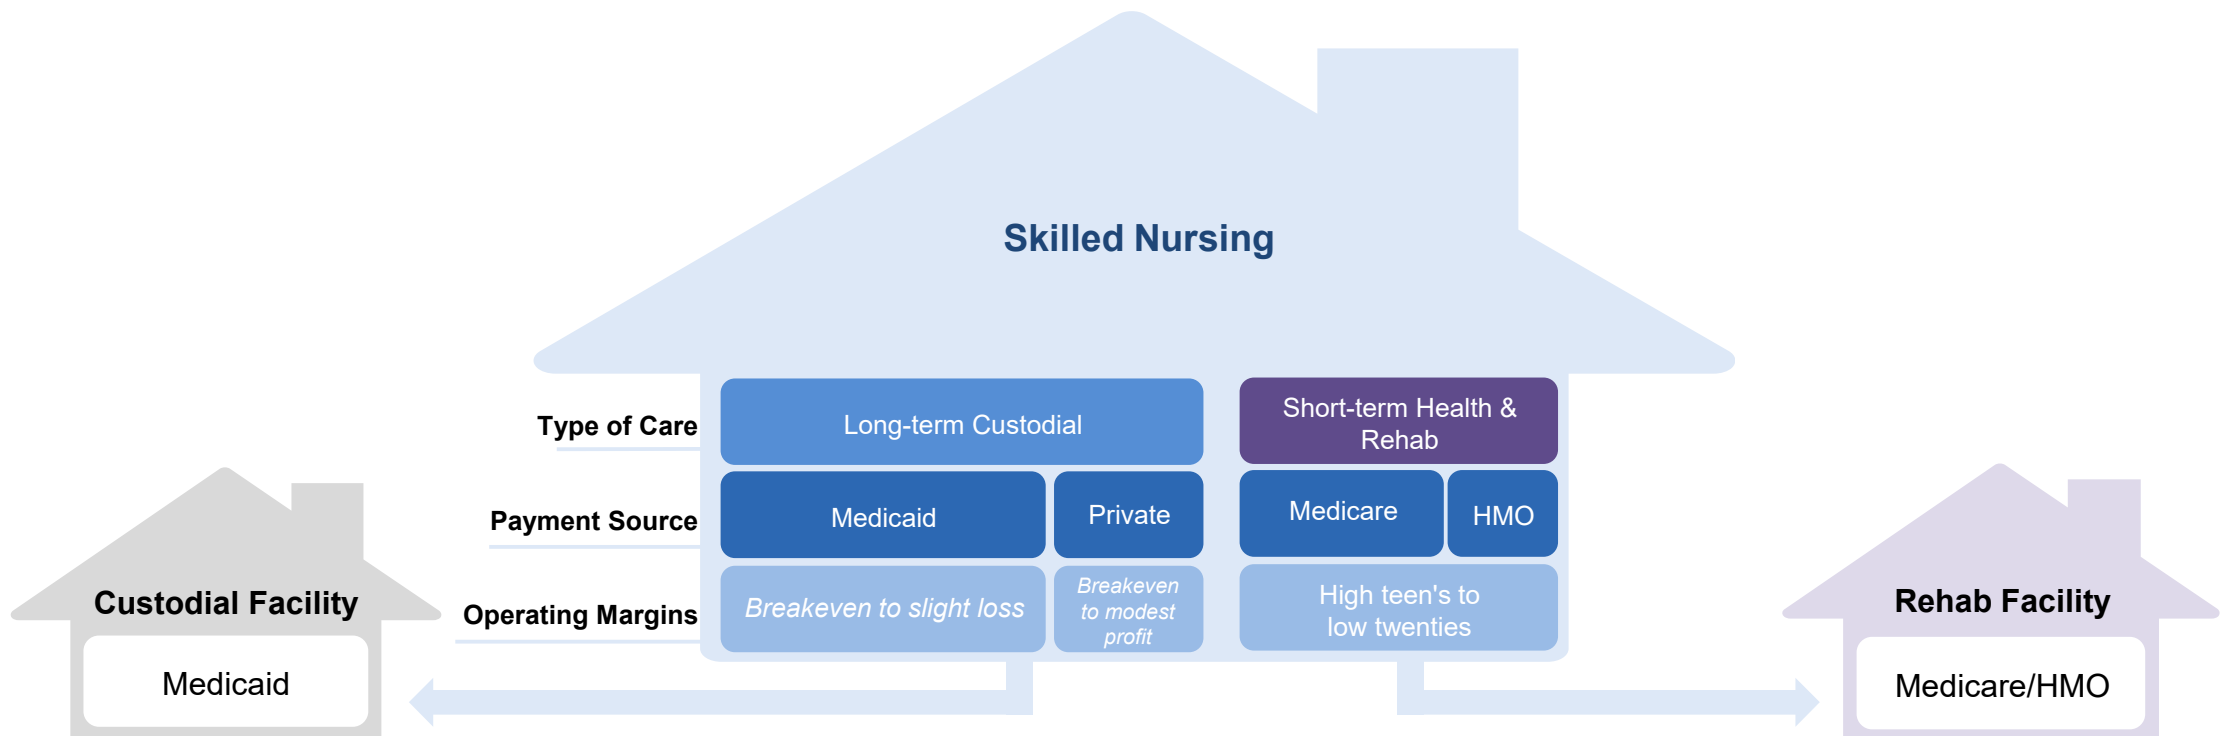 Skilled Nursing
Type of Care
Long-term Custodial
Short-term Health &
Rehab
Payment Source
Medicaid
Private
Medicare
HMO
Operating Margins
Breakeven to slight loss
Breakeven
to modest
profit
High teen's to
low twenties
Custodial Facility
Medicaid
Rehab Facility
Medicare/HMO